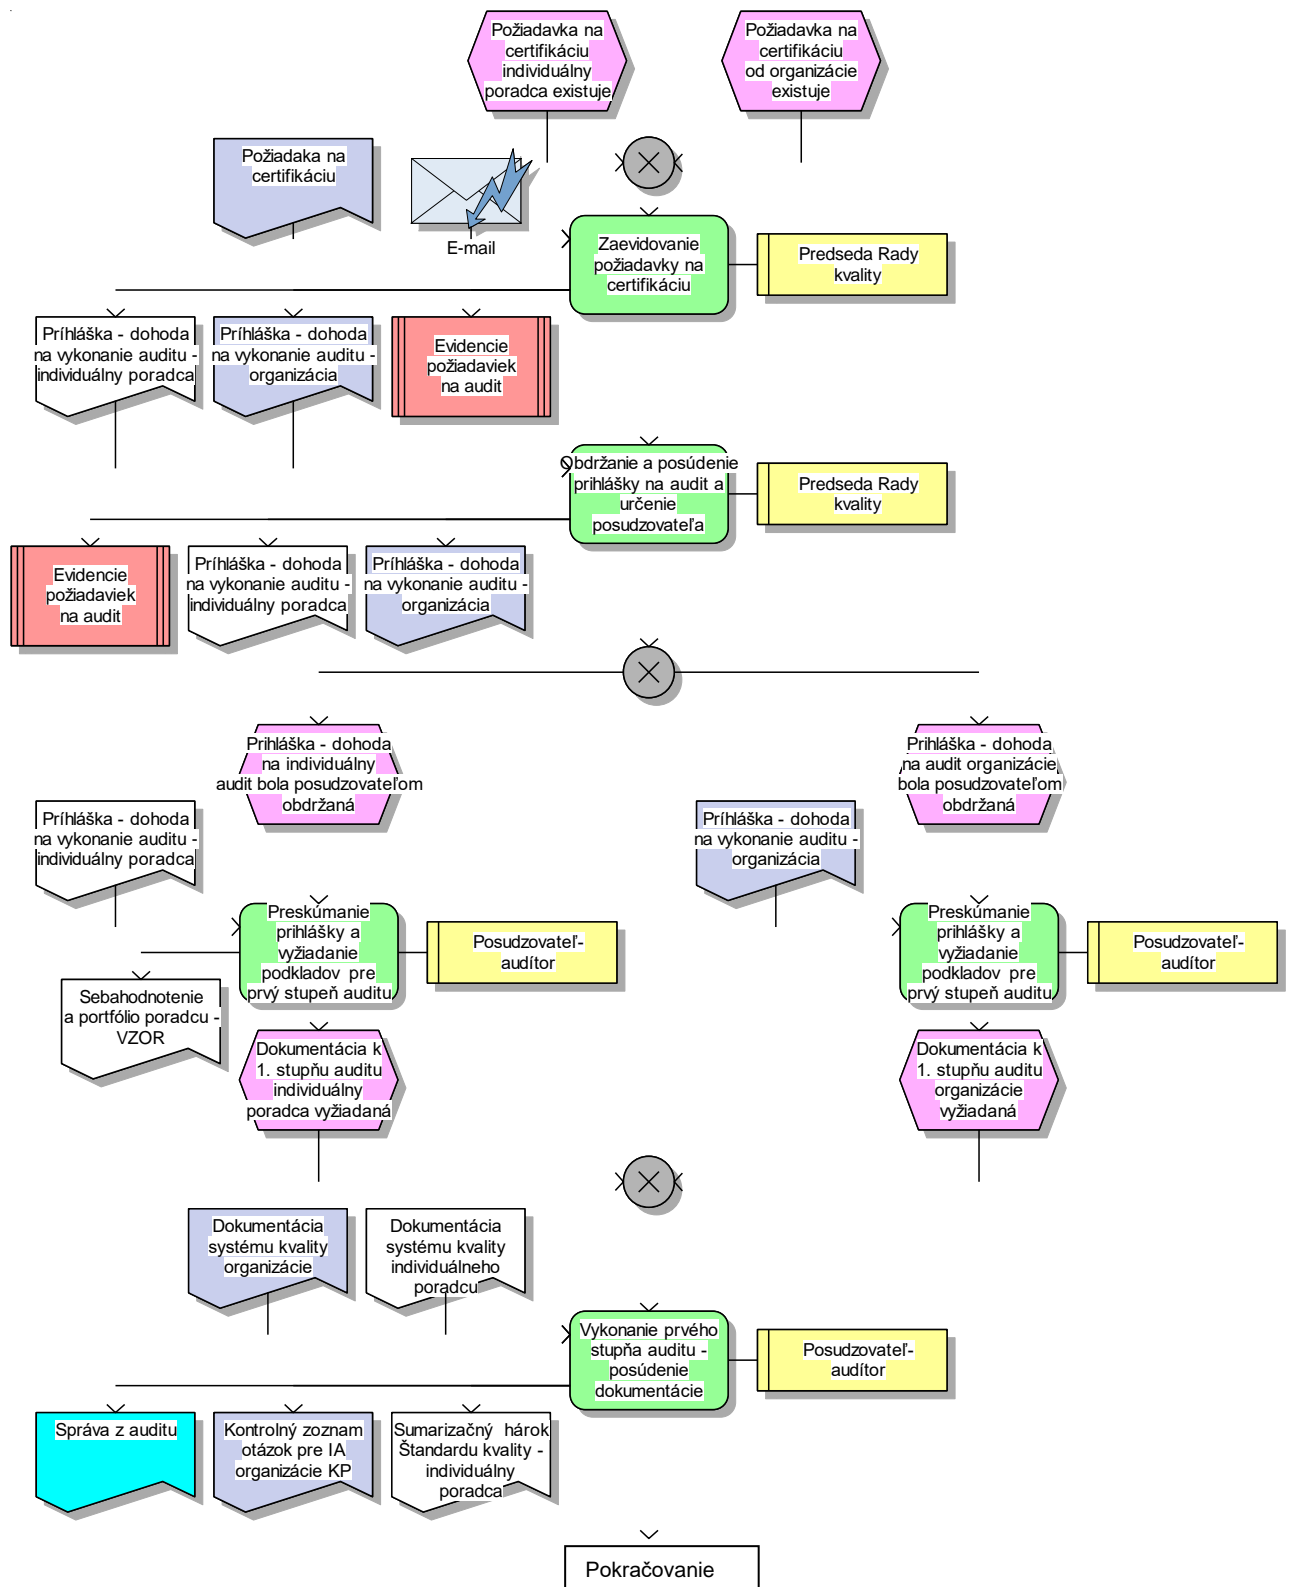 Požiadavka na
certifikáciu
individuálny
poradca existuje
Požiadavka na
certifikáciu
od organizácie
existuje
Požiadaka na
certifikáciu
E-mail
Zaevidovanie
požiadavky na
certifikáciu
Predseda Rady
kvality
Príhláška - dohoda
na vykonanie auditu -
individuálny poradca
Príhláška - dohoda
na vykonanie auditu -
organizácia
Evidencie
požiadaviek
na audit
Obdržanie a posúdenie
prihlášky na audit a
určenie
posudzovateľa
Predseda Rady
kvality
Evidencie
požiadaviek
na audit
Príhláška - dohoda
na vykonanie auditu -
individuálny poradca
Príhláška - dohoda
na vykonanie auditu -
organizácia
Prihláška - dohoda
na individuálny
audit bola posudzovateľom
obdržaná
Prihláška - dohoda
na audit organizácie
bola posudzovateľom
obdržaná
Príhláška - dohoda
na vykonanie auditu -
individuálny poradca
Príhláška - dohoda
na vykonanie auditu -
organizácia
Preskúmanie
prihlášky a
vyžiadanie
podkladov  pre
prvý stupeň auditu
Posudzovateľ-
audítor
Preskúmanie
prihlášky a
vyžiadanie
podkladov  pre
prvý stupeň auditu
Posudzovateľ-
audítor
Sebahodnotenie
a portfólio poradcu -
VZOR
Dokumentácia k
1. stupňu auditu
individuálny
poradca vyžiadaná
Dokumentácia k
1. stupňu auditu
organizácie
vyžiadaná
Dokumentácia
systému kvality
organizácie
Dokumentácia
systému kvality
individuálneho
poradcu
Vykonanie prvého
stupňa auditu -
posúdenie
dokumentácie
Posudzovateľ-
audítor
Správa z auditu
Kontrolný zoznam
otázok pre IA
organizácie KP
Sumarizačný  hárok
Štandardu kvality -
individuálny
poradca
Pokračovanie